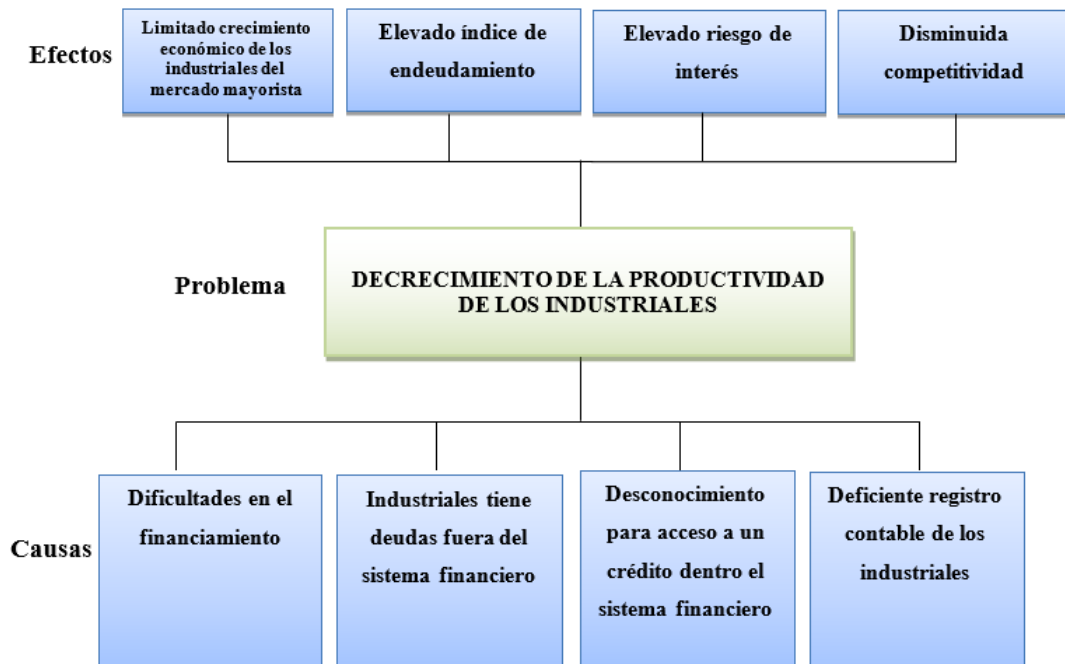 Efectos
Limitado crecimiento
económico de los
industriales del
mercado mayorista
Elevado índice de
endeudamiento
Elevado riesgo de
interés
Disminuida
competitividad
Problema
DECRECIMIENTO DE LA PRODUCTIVIDAD
DE LOS INDUSTRIALES
Causas
Dificultades en el
financiamiento
Industriales tiene
deudas fuera del
sistema financiero
Desconocimiento
para acceso a un
crédito dentro el
sistema financiero
Deficiente registro
contable de los
industriales